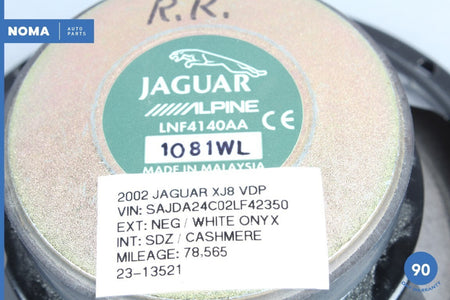 NOMA
AUTO
PARTS
R.R.
JAGUAR
ALPINE
LNF4140AA
CE
1081WL
MADE IN MALAYSIA
2002 JAGUAR XJ8 VDP
VIN: SAJDA24C02LF42350
EXT: NEG / WHITE ONYX
INT: SDZ / CASHMERE
MILEAGE: 78,565
23-13521
90